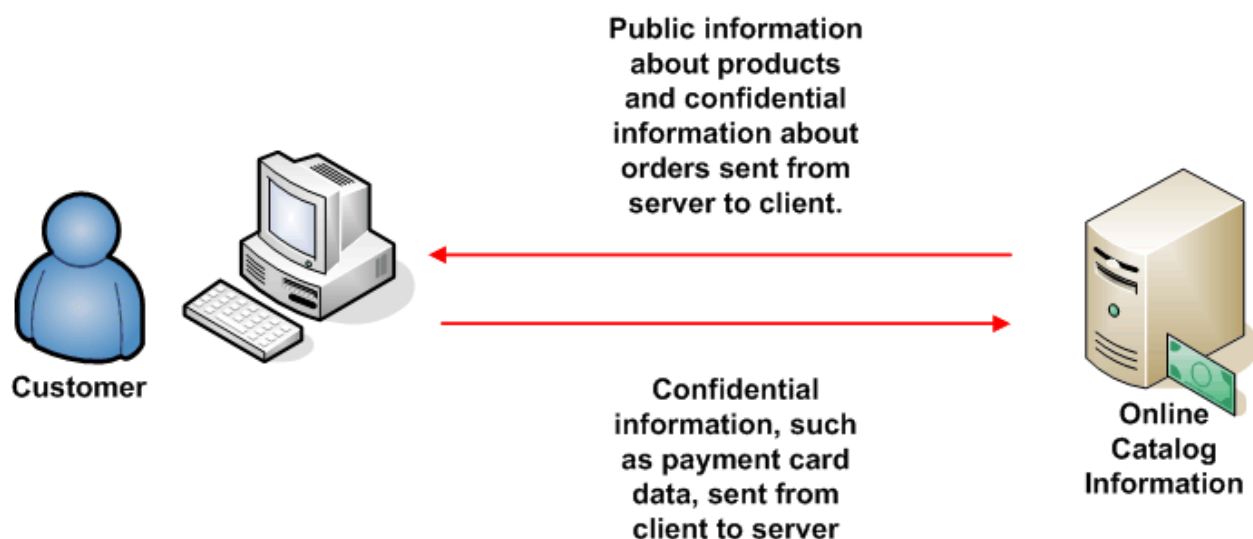 Public information
about products
and confidential
information about
orders sent from
server to client.
Customer
Confidential
information, such
as payment card
data, sent from
client to server
Online
Catalog
Information